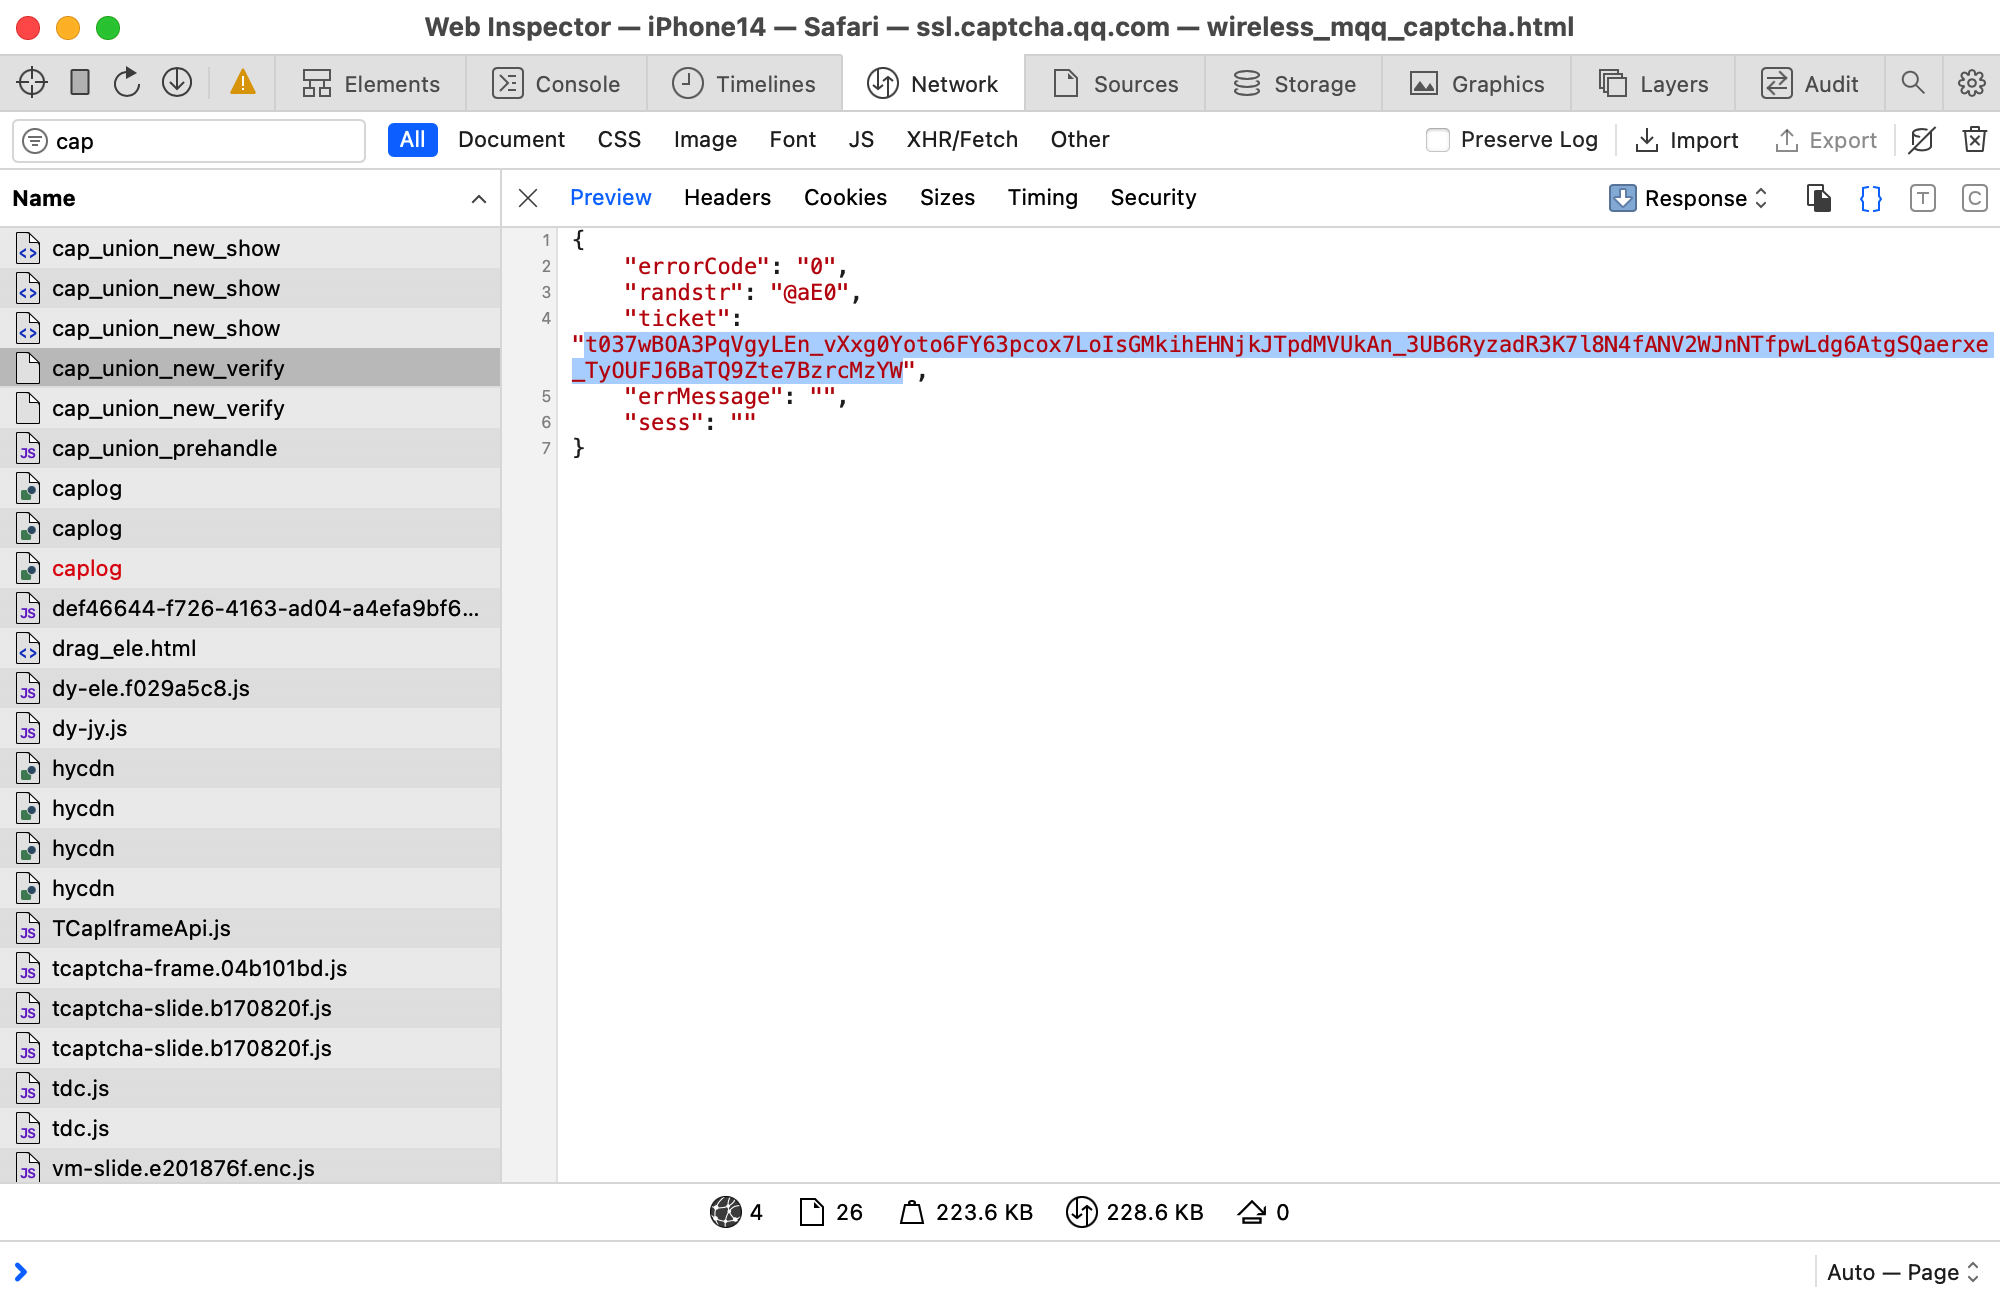 Web Inspector — iPhone14 — Safari — ssl.captcha.qq.com — wireless_mqq_captcha.html
Elements Console Timelines Network Sources Storage Graphics Layers Audit
cap All Document CSS Image Font JS XHR/Fetch Other Preserve Log Import Export
Name Preview Headers Cookies Sizes Timing Security Response T C
cap_union_new_show
cap_union_new_show
cap_union_new_show
cap_union_new_verify
cap_union_new_verify
cap_union_prehandle
caplog
caplog
caplog
def46644-f726-4163-ad04-a4efa9bf6...
drag_ele.html
dy-ele.f029a5c8.js
dy-jy.js
hycdn
hycdn
hycdn
hycdn
TCapIframeApi.js
tcaptcha-frame.04b101bd.js
tcaptcha-slide.b170820f.js
tcaptcha-slide.b170820f.js
tdc.js
tdc.js
vm-slide.e201876f.enc.js
1 {
2 "errorCode": "0",
3 "randstr": "@aE0",
4 "ticket":
"t037wBOA3PqVgyLEn_vXxg0Yoto6FY63pcox7LoIsGMkihEHNjkJTpdMVUkAn_3UB6RyzadR3K7l8N4fANV2WJnNTfpwLdg6AtgSQaerxe
_TyOUFJ6BaTQ9Zte7BzrcMzYW",
5 "errMessage": "",
6 "sess": ""
7 }
4 26 223.6 KB 228.6 KB 0
Auto — Page